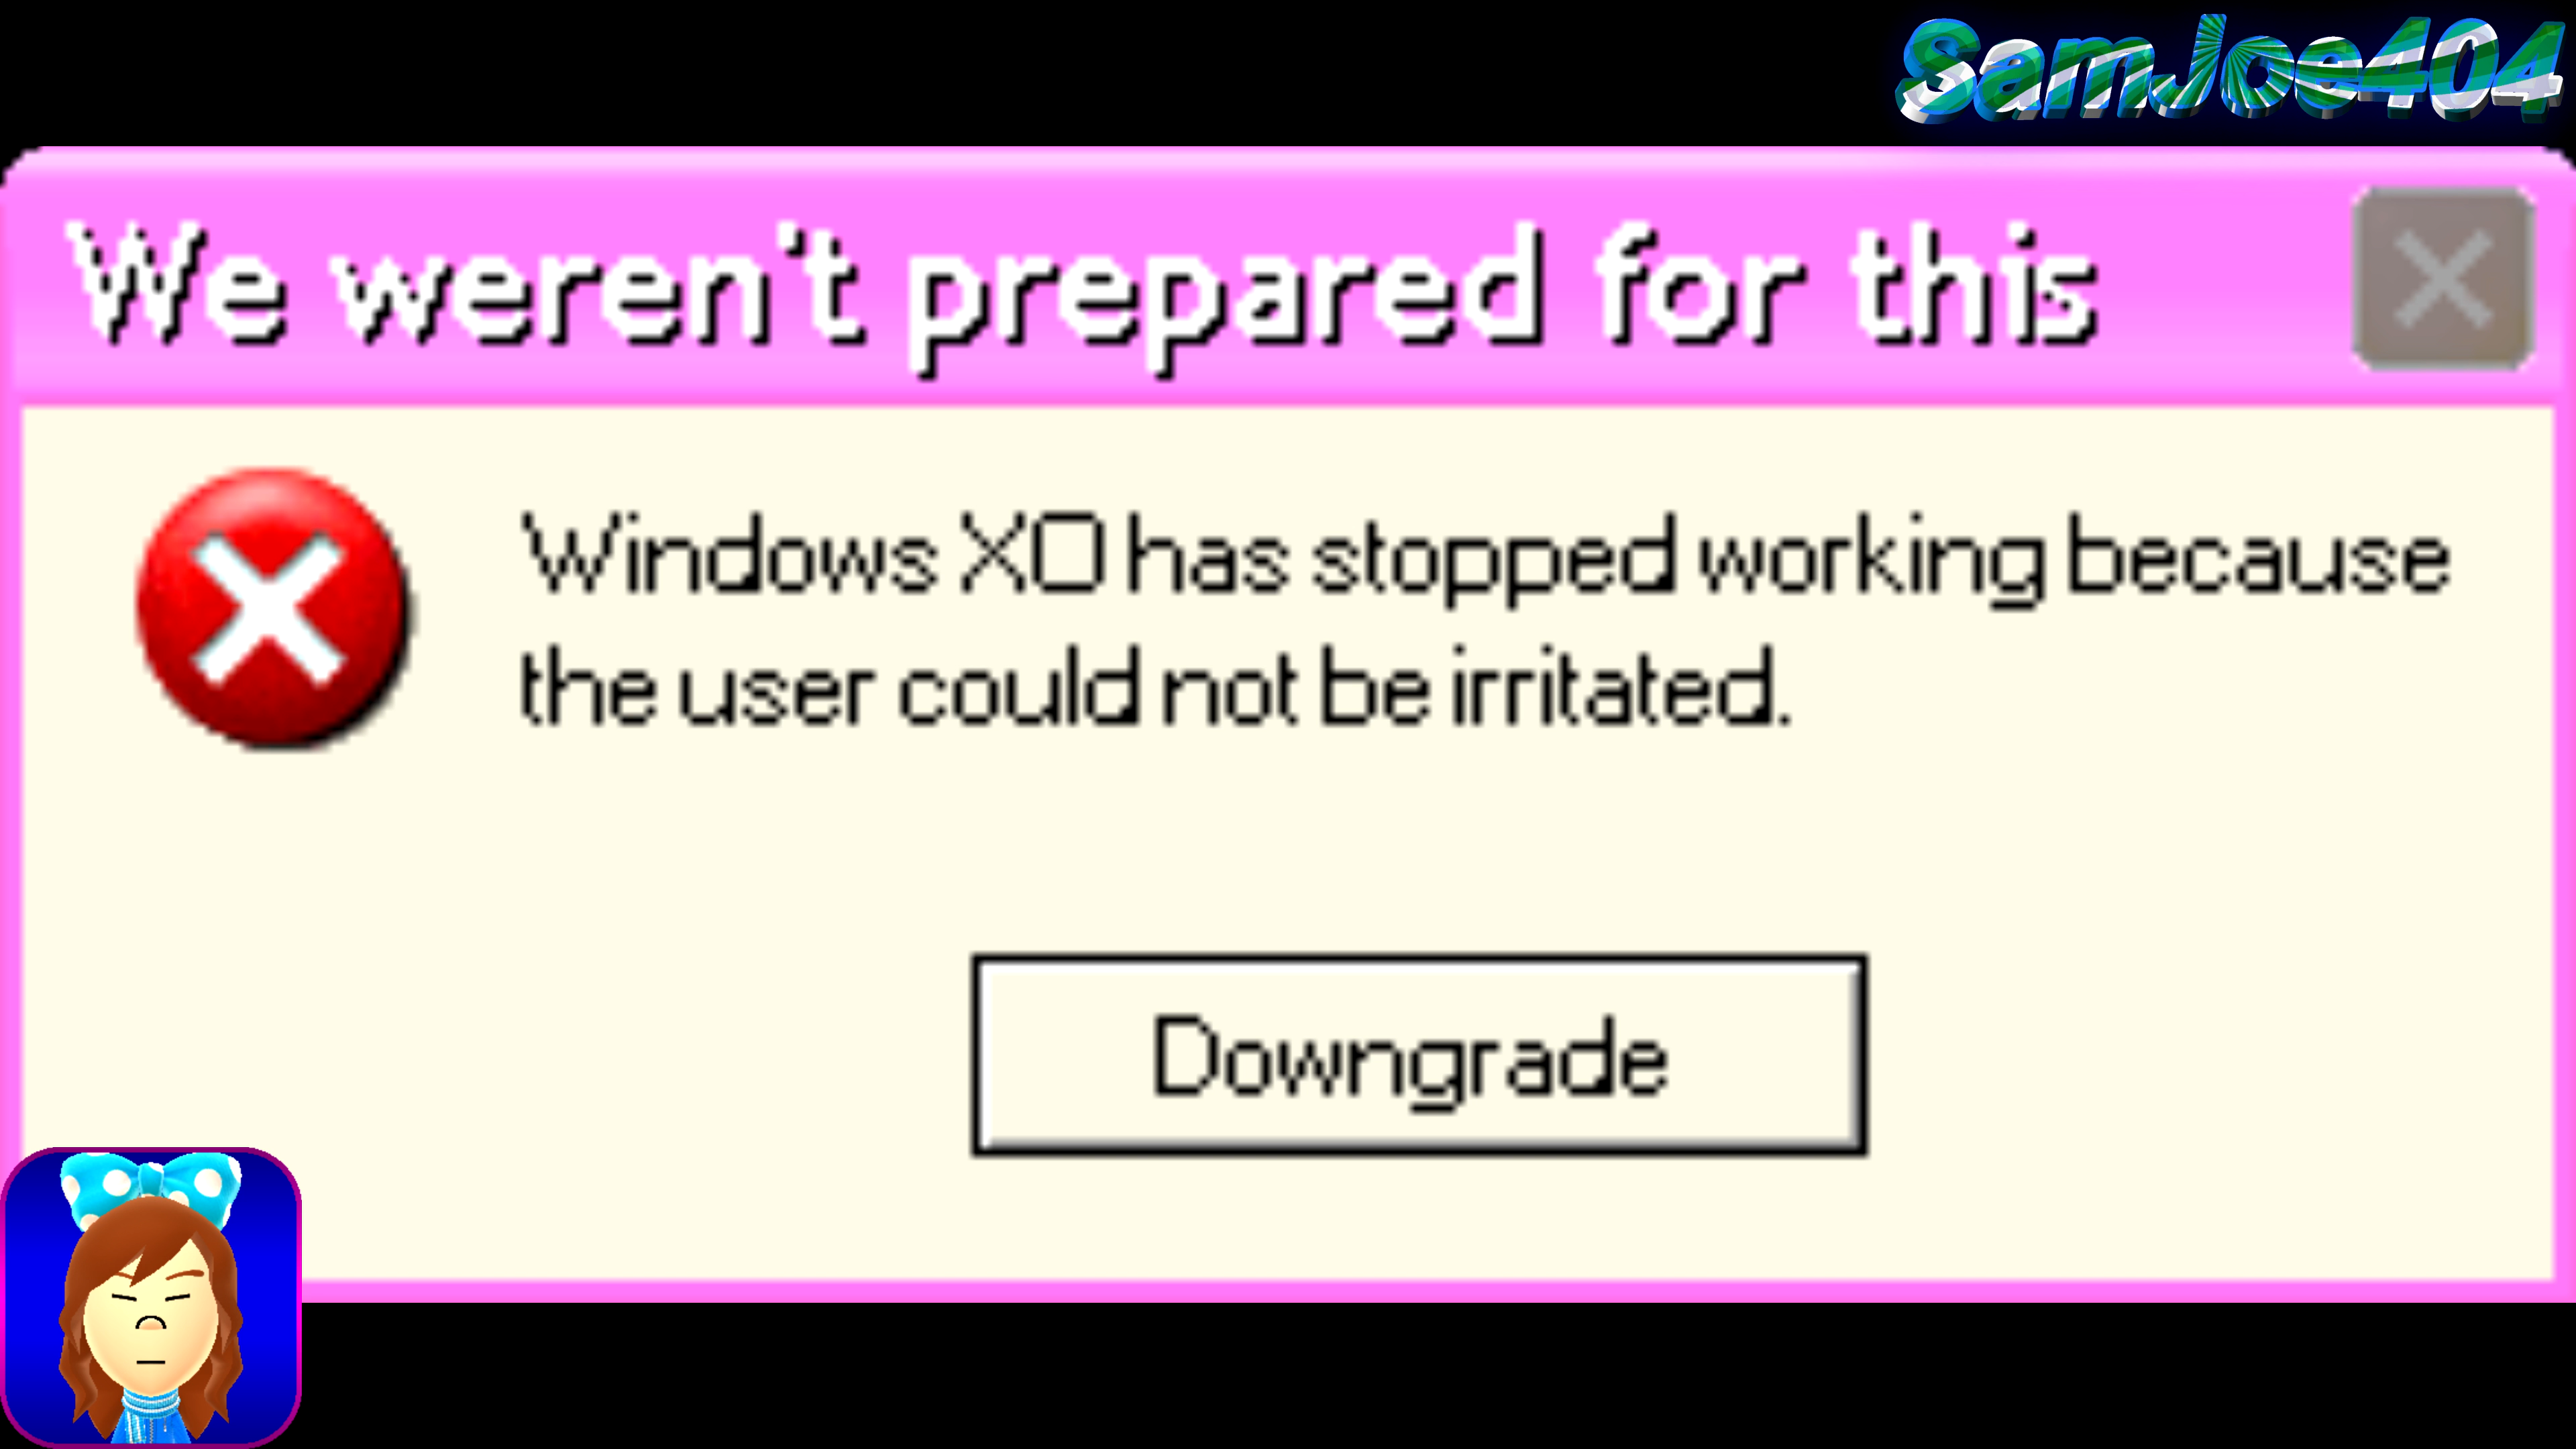 SamJoe404
We weren't prepared for this
Windows XO has stopped working because
the user could not be irritated.
Downgrade